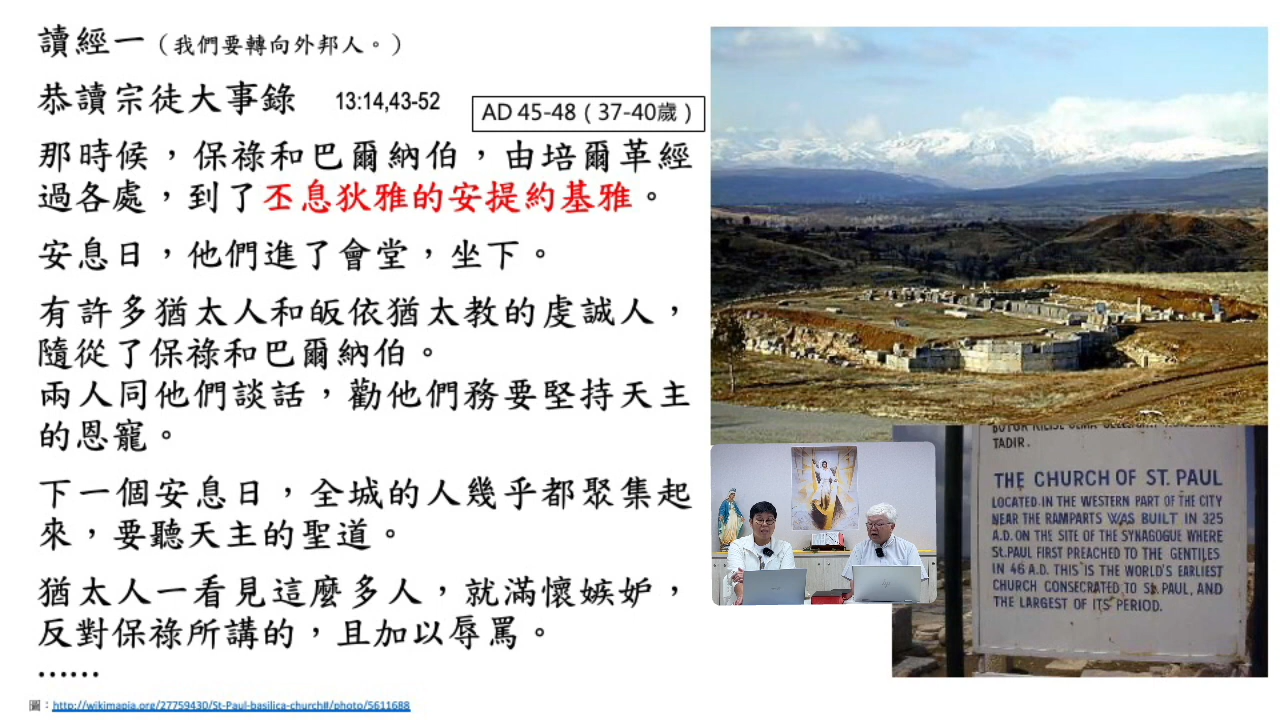 讀經一（我們要轉向外邦人。）
恭讀宗徒大事錄 13:14,43-52
AD 45-48（37-40歲）
那時候，保祿和巴爾納伯，由培爾革經
過各處，到了丕息狄雅的安提約基雅。
安息日，他們進了會堂，坐下。
有許多猶太人和皈依猶太教的虔誠人，
隨從了保祿和巴爾納伯。
兩人同他們談話，勸他們務要堅持天主
的恩寵。
下一個安息日，全城的人幾乎都聚集起
來，要聽天主的聖道。
猶太人一看見這麼多人，就滿懷嫉妒，
反對保祿所講的，且加以辱罵。
……
圖：http://wikimapia.org/27759430/St-Paul-basilica-church#/photo/5611688
TADIR.
THE CHURCH OF ST. PAUL
LOCATED IN THE WESTERN PART OF THE CITY
NEAR THE RAMPARTS WAS BUILT IN 325
A.D. ON THE SITE OF THE SYNAGOGUE WHERE
St.PAUL FIRST PREACHED TO THE GENTILES
IN 46 A.D. THIS IS THE WORLD'S EARLIEST
CHURCH CONSECRATED TO St.PAUL, AND
THE LARGEST OF ITS PERIOD.